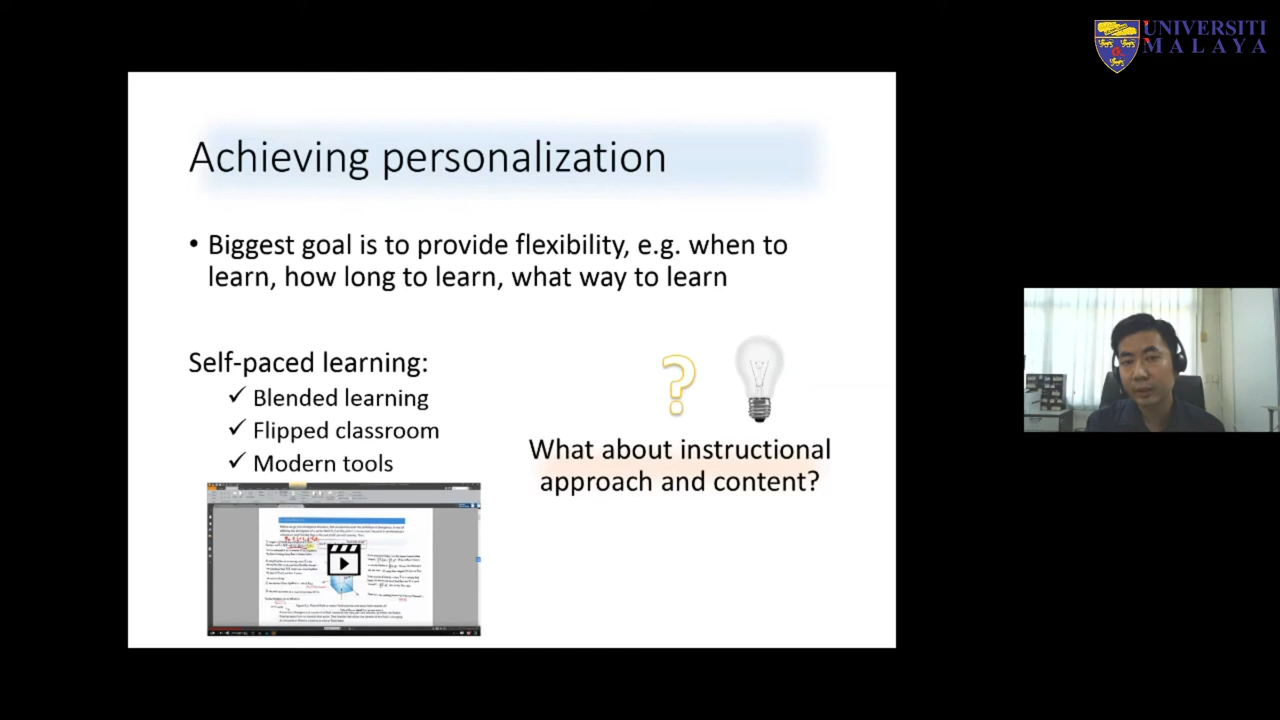 UNIVERSITI
MALAYA
Achieving personalization
• Biggest goal is to provide flexibility, e.g. when to
learn, how long to learn, what way to learn
Self-paced learning:
✓ Blended learning
✓ Flipped classroom
✓ Modern tools
?
What about instructional
approach and content?